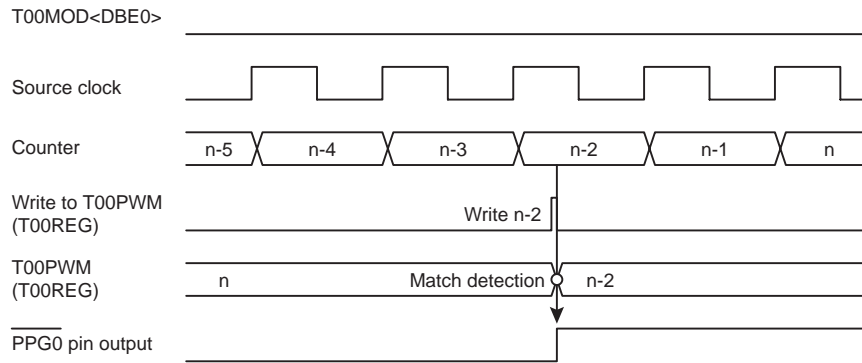 T00MOD<DBE0>
Source clock
Counter
n-5 n-4 n-3 n-2 n-1 n
Write to T00PWM
(T00REG)
Write n-2
T00PWM
(T00REG)
n Match detection n-2
PPG0 pin output